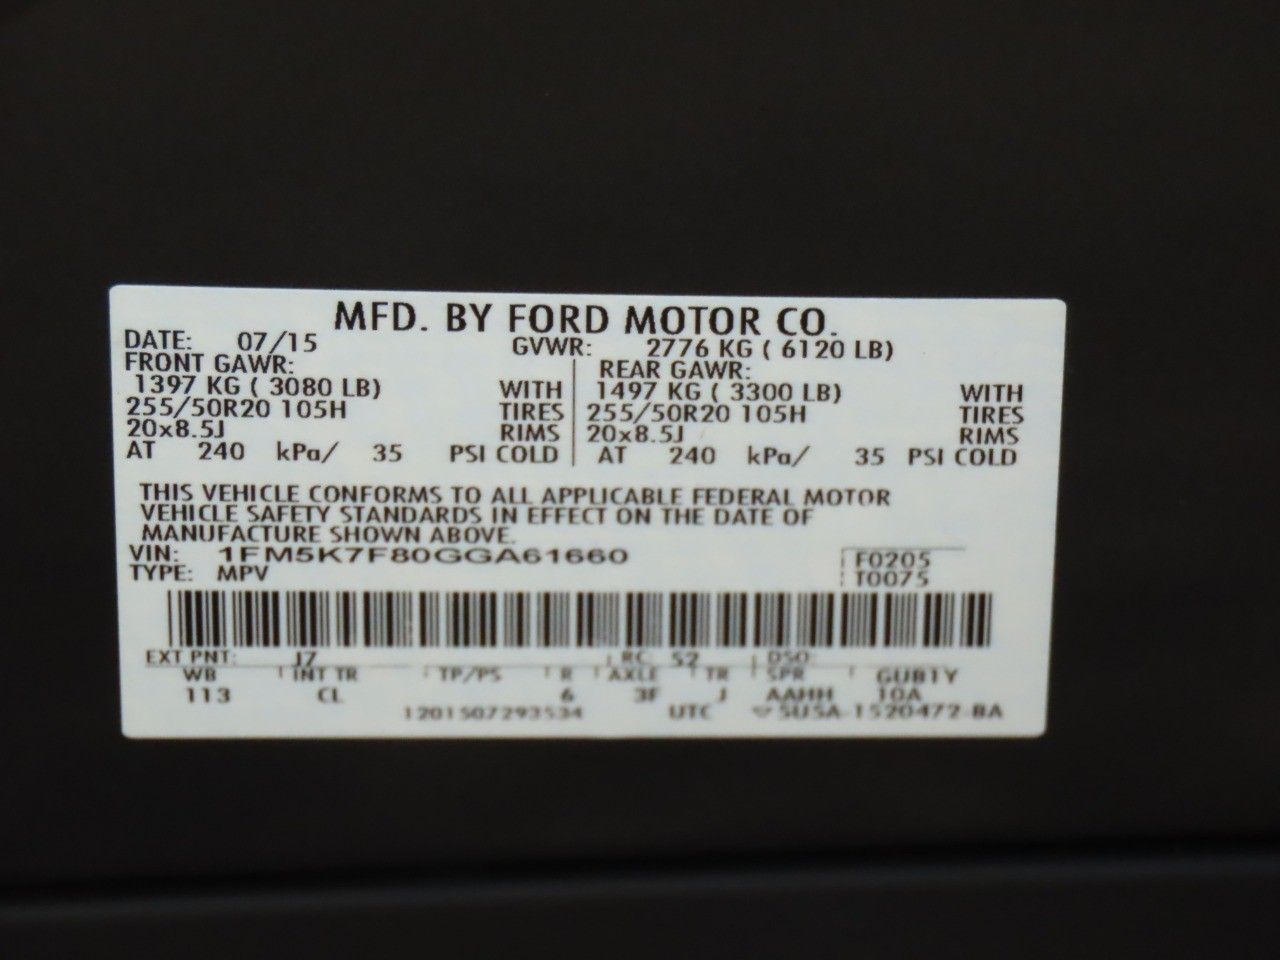 MFD. BY FORD MOTOR CO.
DATE: 07/15 GVWR: 2776 KG ( 6120 LB)
FRONT GAWR: REAR GAWR:
1397 KG ( 3080 LB) WITH 1497 KG ( 3300 LB) WITH
255/50R20 105H TIRES 255/50R20 105H TIRES
20x8.5J RIMS 20x8.5J RIMS
AT 240 kPa/ 35 PSI COLD AT 240 kPa/ 35 PSI COLD
THIS VEHICLE CONFORMS TO ALL APPLICABLE FEDERAL MOTOR
VEHICLE SAFETY STANDARDS IN EFFECT ON THE DATE OF
MANUFACTURE SHOWN ABOVE.
VIN: 1FM5K7F80GGA61660 F0205
TYPE: MPV T0075
EXT PNT: J7 RC: 52 DSO:
WB INT TR TP/PS R AXLE TR SPR GUB1Y
113 CL 6 3F J AAHH 10A
1201507293534 UTC 5USA-1520472-BA